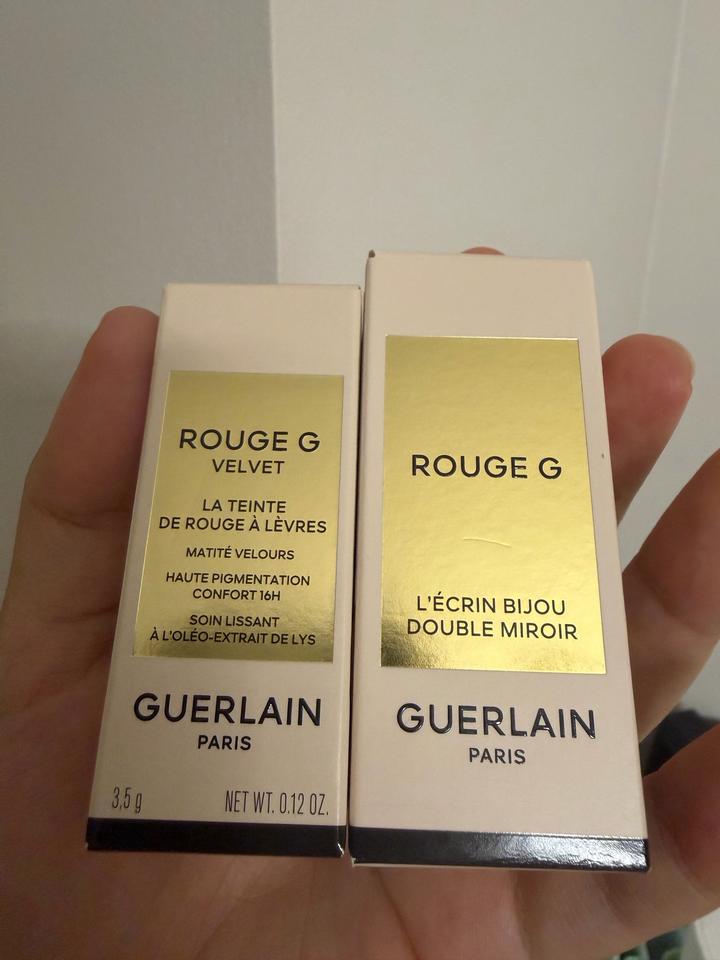 ROUGE G
VELVET
LA TEINTE
DE ROUGE À LÈVRES
MATITÉ VELOURS
HAUTE PIGMENTATION
CONFORT 16H
SOIN LISSANT
À L'OLÉO-EXTRAIT DE LYS
GUERLAIN
PARIS
3,5 g
NET WT. 0.12 OZ.
ROUGE G
L'ÉCRIN BIJOU
DOUBLE MIROIR
GUERLAIN
PARIS